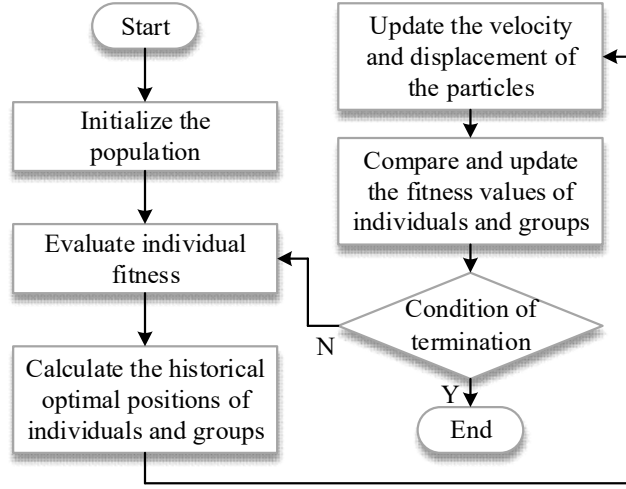 Start
Initialize the
population
Evaluate individual
fitness
Calculate the historical
optimal positions of
individuals and groups
Update the velocity
and displacement of
the particles
Compare and update
the fitness values of
individuals and groups
Condition of
termination
N
Y
End